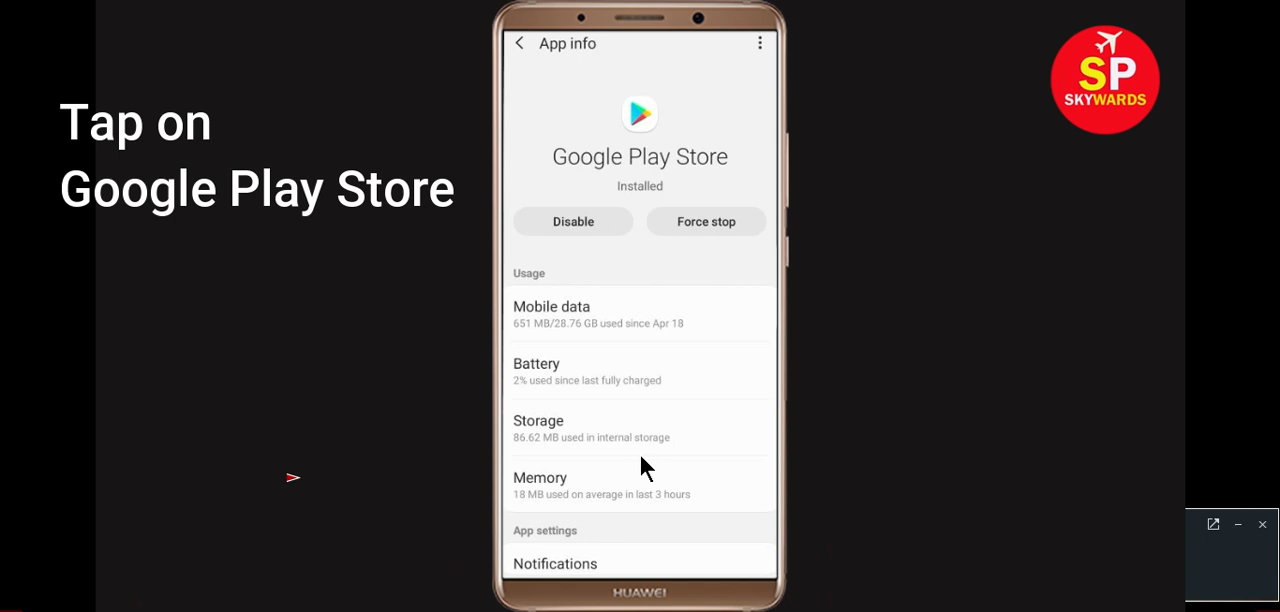 Tap on
Google Play Store
App info
Google Play Store
Installed
Disable
Force stop
Usage
Mobile data
651 MB/28.76 GB used since Apr 18
Battery
2% used since last fully charged
Storage
86.62 MB used in internal storage
Memory
18 MB used on average in last 3 hours
App settings
Notifications
HUAWEI
SP
SKYWARDS